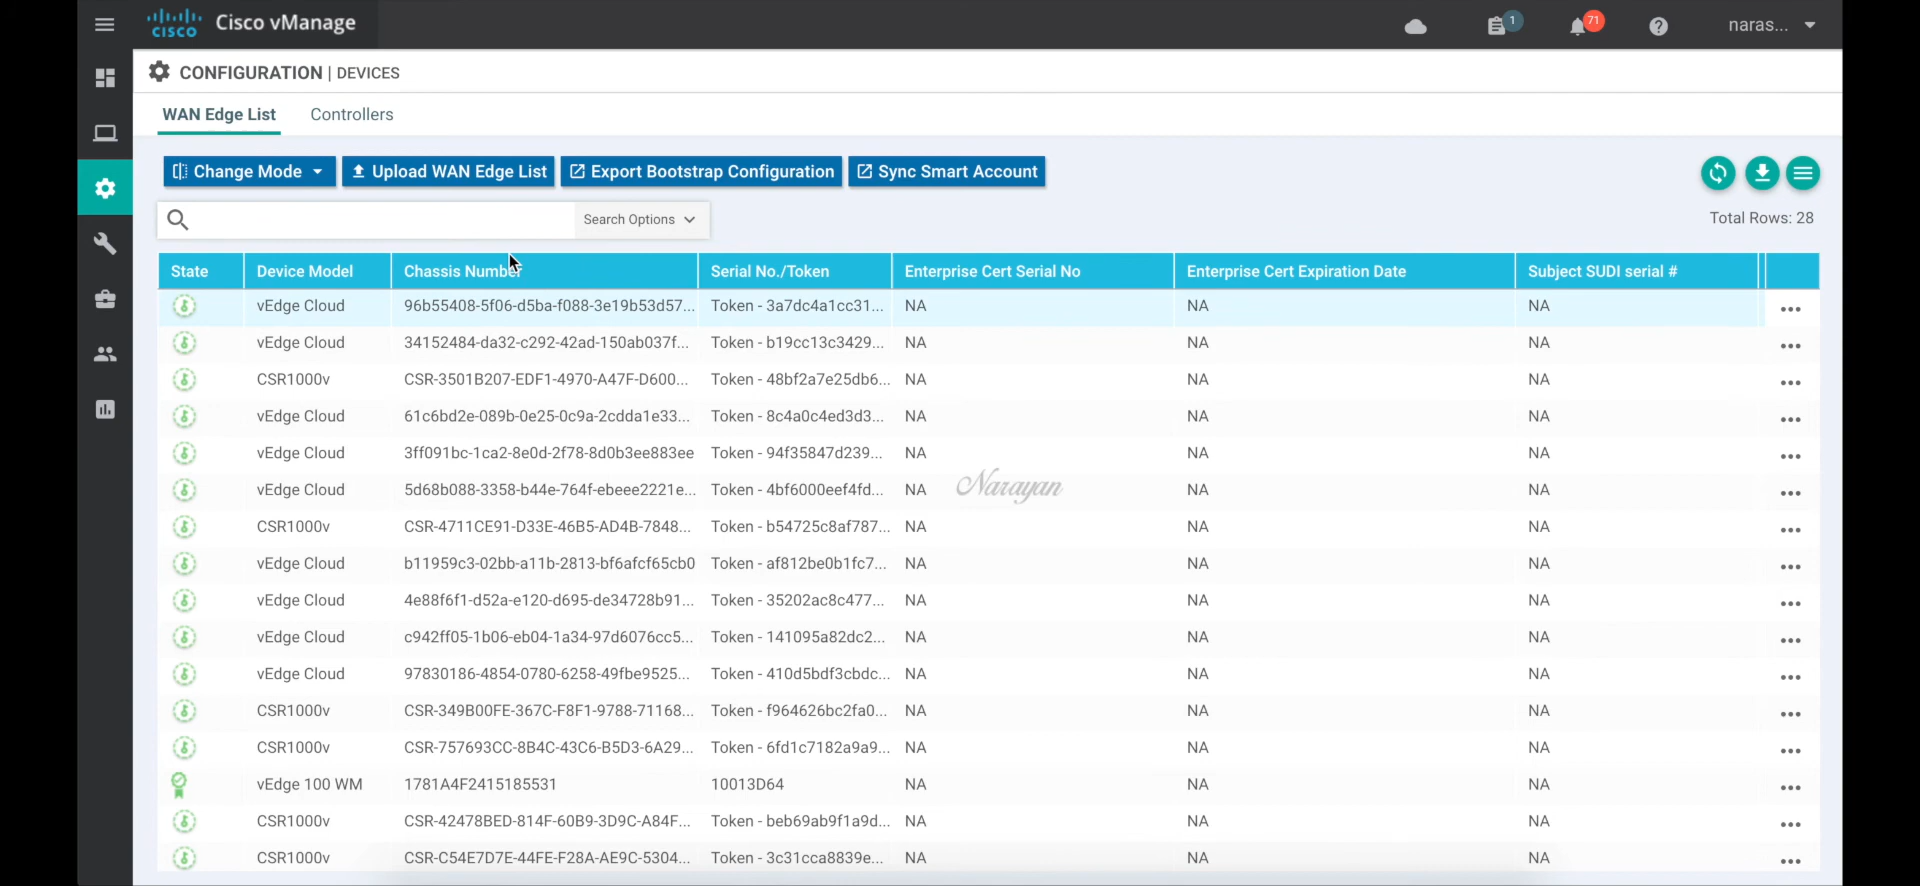 cisco Cisco vManage 1 71 naras...
CONFIGURATION | DEVICES
WAN Edge List Controllers
Change Mode Upload WAN Edge List Export Bootstrap Configuration Sync Smart Account
Search Options
Total Rows: 28
State Device Model Chassis Number Serial No./Token Enterprise Cert Serial No Enterprise Cert Expiration Date Subject SUDI serial #
vEdge Cloud 96b55408-5f06-d5ba-f088-3e19b53d57... Token - 3a7dc4a1cc31... NA NA NA
vEdge Cloud 34152484-da32-c292-42ad-150ab037f... Token - b19cc13c3429... NA NA NA
CSR1000v CSR-3501B207-EDF1-4970-A47F-D600... Token - 48bf2a7e25db6... NA NA NA
vEdge Cloud 61c6bd2e-089b-0e25-0c9a-2cdda1e33... Token - 8c4a0c4ed3d3... NA NA NA
vEdge Cloud 3ff091bc-1ca2-8e0d-2f78-8d0b3ee883ee Token - 94f35847d239... NA NA NA
vEdge Cloud 5d68b088-3358-b44e-764f-ebeee2221e... Token - 4bf6000eef4fd... NA NA NA
Narayan
CSR1000v CSR-4711CE91-D33E-46B5-AD4B-7848... Token - b54725c8af787... NA NA NA
vEdge Cloud b11959c3-02bb-a11b-2813-bf6afcf65cb0 Token - af812be0b1fc7... NA NA NA
vEdge Cloud 4e88f6f1-d52a-e120-d695-de34728b91... Token - 35202ac8c477... NA NA NA
vEdge Cloud c942ff05-1b06-eb04-1a34-97d6076cc5... Token - 141095a82dc2... NA NA NA
vEdge Cloud 97830186-4854-0780-6258-49fbe9525... Token - 410d5bdf3cbdc... NA NA NA
CSR1000v CSR-349B00FE-367C-F8F1-9788-71168... Token - f964626bc2fa0... NA NA NA
CSR1000v CSR-757693CC-8B4C-43C6-B5D3-6A29... Token - 6fd1c7182a9a9... NA NA NA
vEdge 100 WM 1781A4F2415185531 10013D64 NA NA NA
CSR1000v CSR-42478BED-814F-60B9-3D9C-A84F... Token - beb69ab9f1a9d... NA NA NA
CSR1000v CSR-C54E7D7E-44FE-F28A-AE9C-5304... Token - 3c31cca8839e... NA NA NA